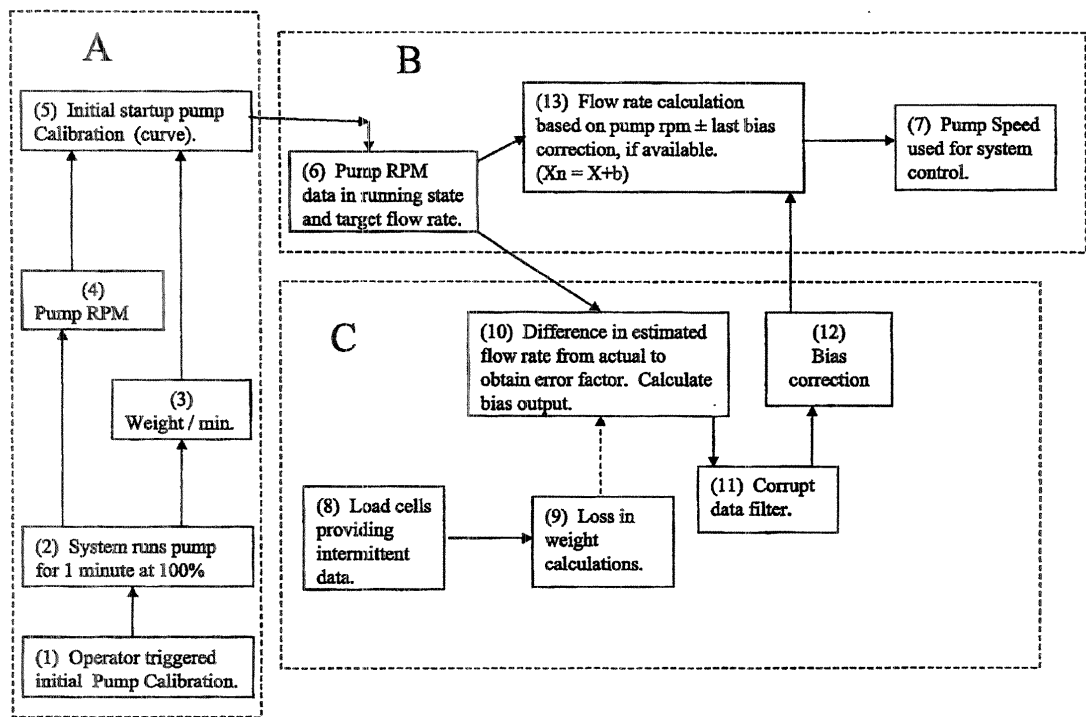 A
(5) Initial startup pump
Calibration (curve).
(4)
Pump RPM
(3)
Weight / min.
(2) System runs pump
for 1 minute at 100%
(1) Operator triggered
initial Pump Calibration.
B
(6) Pump RPM
data in running state
and target flow rate.
(13) Flow rate calculation
based on pump rpm ± last bias
correction, if available.
(Xn = X+b)
(7) Pump Speed
used for system
control.
C
(10) Difference in estimated
flow rate from actual to
obtain error factor. Calculate
bias output.
(12)
Bias
correction
(8) Load cells
providing
intermittent
data.
(9) Loss in
weight
calculations.
(11) Corrupt
data filter.